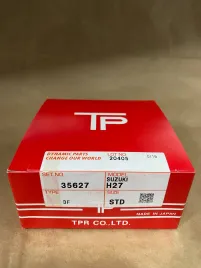 TP
DYNAMIC PARTS
CHANGE OUR WORLD
LOT NO.
20405
SET NO.
35627
MODEL
SUZUKI
H27
TYPE
SF
SIZE
STD
MADE IN JAPAN
TPR CO., LTD.